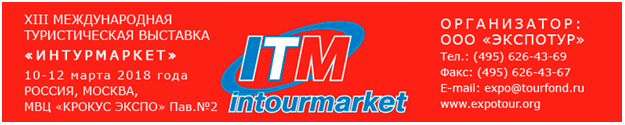 XIII МЕЖДУНАРОДНАЯ
ТУРИСТИЧЕСКАЯ ВЫСТАВКА
«ИНТУРМАРКЕТ»
10-12 марта 2018 года
РОССИЯ, МОСКВА,
МВЦ «КРОКУС ЭКСПО» Пав.№2
ITM
intourmarket
ОРГАНИЗАТОР:
ООО «ЭКСПОТУР»
Тел.: (495) 626-43-69
Факс: (495) 626-43-67
E-mail: expo@tourfond.ru
www.expotour.org